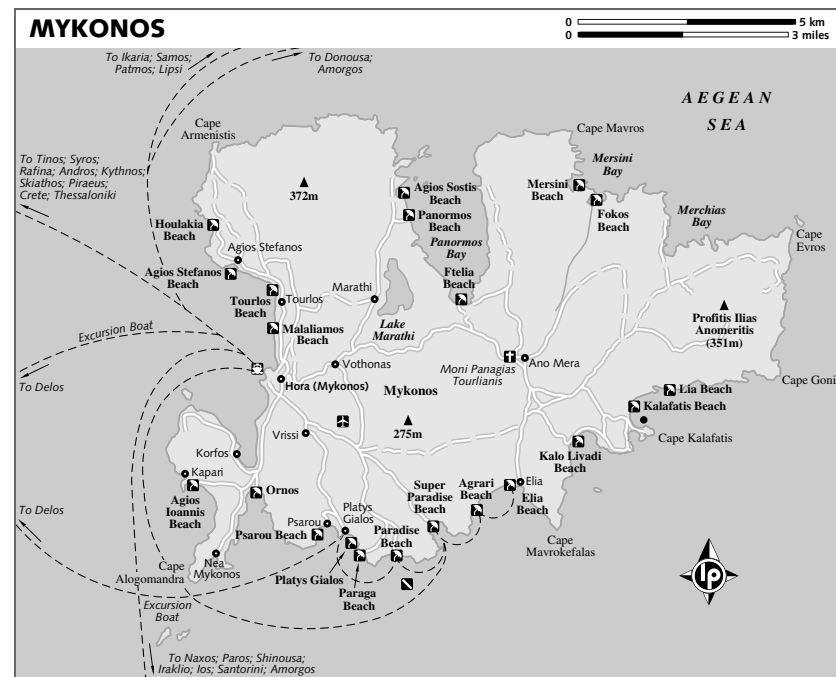 MYKONOS
0 5 km
0 3 miles
To Ikaria; Samos;
Patmos; Lipsi
To Donousa;
Amorgos
AEGEAN
SEA
Cape
Armenistis
Cape Mavros
Mersini
Bay
To Tinos; Syros;
Rafina; Andros; Kythnos;
Skiathos; Piraeus;
Crete; Thessaloniki
372m
Agios Sostis
Beach
Panormos
Beach
Mersini
Beach
Fokos
Beach
Merchias
Bay
Houlakia
Beach
Panormos
Bay
Cape
Evros
Agios Stefanos
Agios Stefanos
Beach
Ftelia
Beach
Tourlos
Beach
Tourlos
Marathi
Profitis Ilias
Anomeritis
(351m)
Malaliamos
Beach
Lake
Marathi
Excursion Boat
Vothonas
Moni Panagias
Tourlianis
Ano Mera
To Delos
Hora (Mykonos)
Mykonos
Cape Goni
Lia Beach
Kalafatis Beach
275m
Vrissi
Cape Kalafatis
Korfos
Kalo Livadi
Beach
Kapari
Agios
Ioannis
Beach
Ornos
Super
Paradise
Beach
Agrari
Beach
Elia
Elia
Beach
To Delos
Psarou
Platys
Gialos
Psarou Beach
Paradise
Beach
Cape
Mavrokefalas
Cape
Alogomandra
Nea
Mykonos
Platys Gialos
Paraga
Beach
lp
Excursion
Boat
To Naxos; Paros; Shinousa;
Iraklio; Ios; Santorini; Amorgos